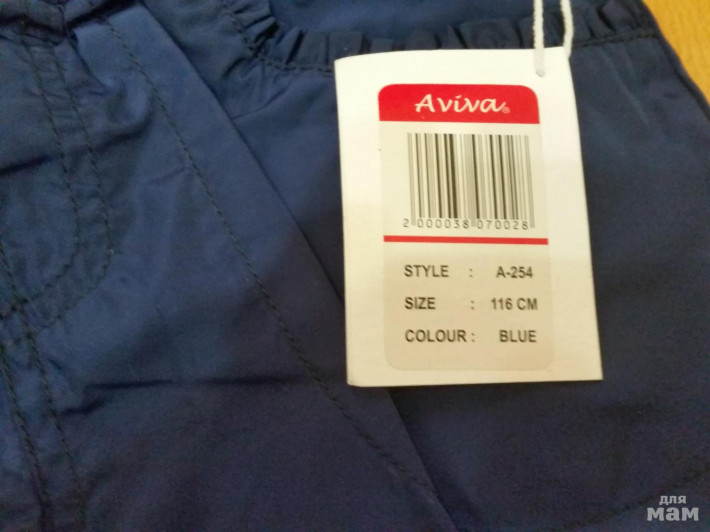 Aviva®
2 000038 070028
STYLE : A-254
SIZE : 116 CM
COLOUR : BLUE
для
мам